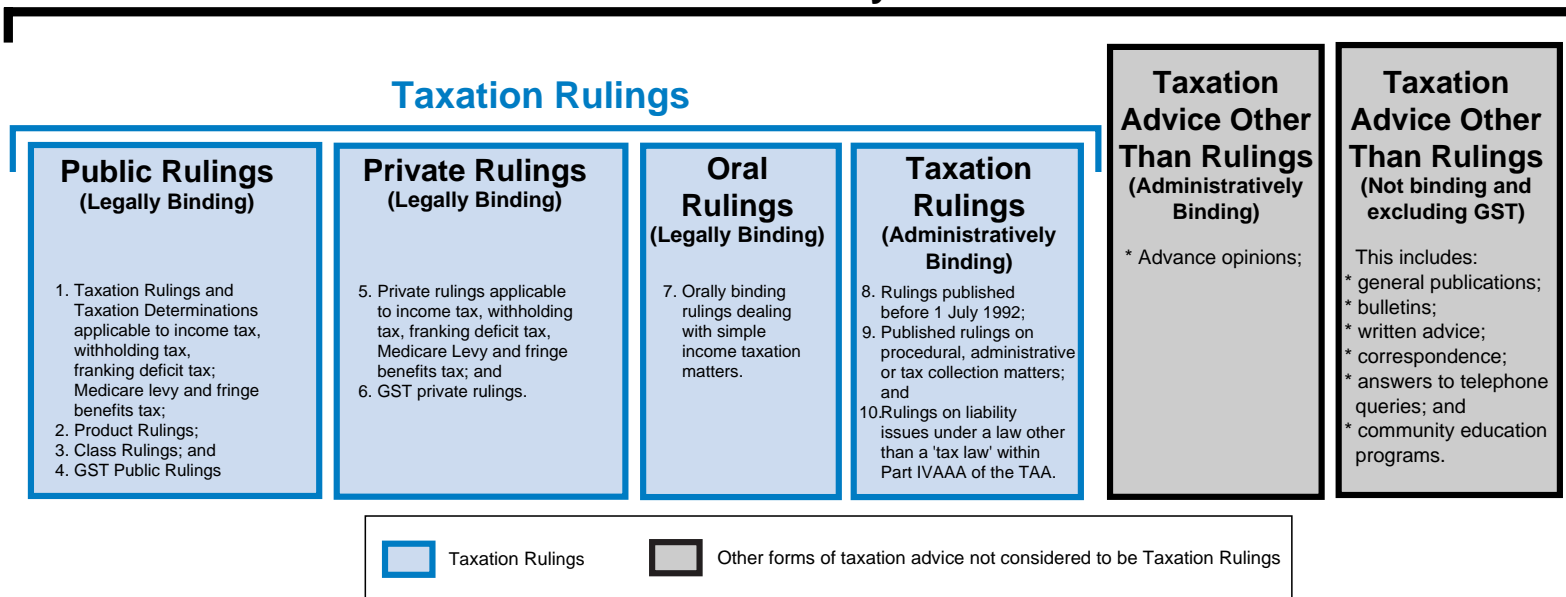 Taxation Rulings
Public Rulings
(Legally Binding)
1. Taxation Rulings and
Taxation Determinations
applicable to income tax,
withholding tax,
franking deficit tax;
Medicare levy and fringe
benefits tax;
2. Product Rulings;
3. Class Rulings; and
4. GST Public Rulings
Private Rulings
(Legally Binding)
5. Private rulings applicable
to income tax, withholding
tax, franking deficit tax,
Medicare Levy and fringe
benefits tax; and
6. GST private rulings.
Oral
Rulings
(Legally Binding)
7. Orally binding
rulings dealing
with simple
income taxation
matters.
Taxation
Rulings
(Administratively
Binding)
8. Rulings published
before 1 July 1992;
9. Published rulings on
procedural, administrative
or tax collection matters;
and
10.Rulings on liability
issues under a law other
than a 'tax law' within
Part IVAAA of the TAA.
Taxation
Advice Other
Than Rulings
(Administratively
Binding)
* Advance opinions;
Taxation
Advice Other
Than Rulings
(Not binding and
excluding GST)
This includes:
* general publications;
* bulletins;
* written advice;
* correspondence;
* answers to telephone
queries; and
* community education
programs.
Taxation Rulings
Other forms of taxation advice not considered to be Taxation Rulings